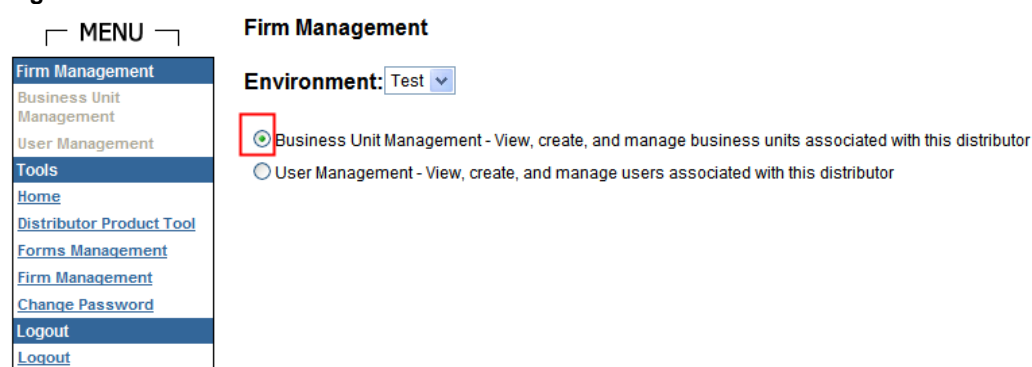 MENU
Firm Management
Business Unit
Management
User Management
Tools
Home
Distributor Product Tool
Forms Management
Firm Management
Change Password
Logout
Logout
Firm Management
Environment: Test
Business Unit Management - View, create, and manage business units associated with this distributor
User Management - View, create, and manage users associated with this distributor